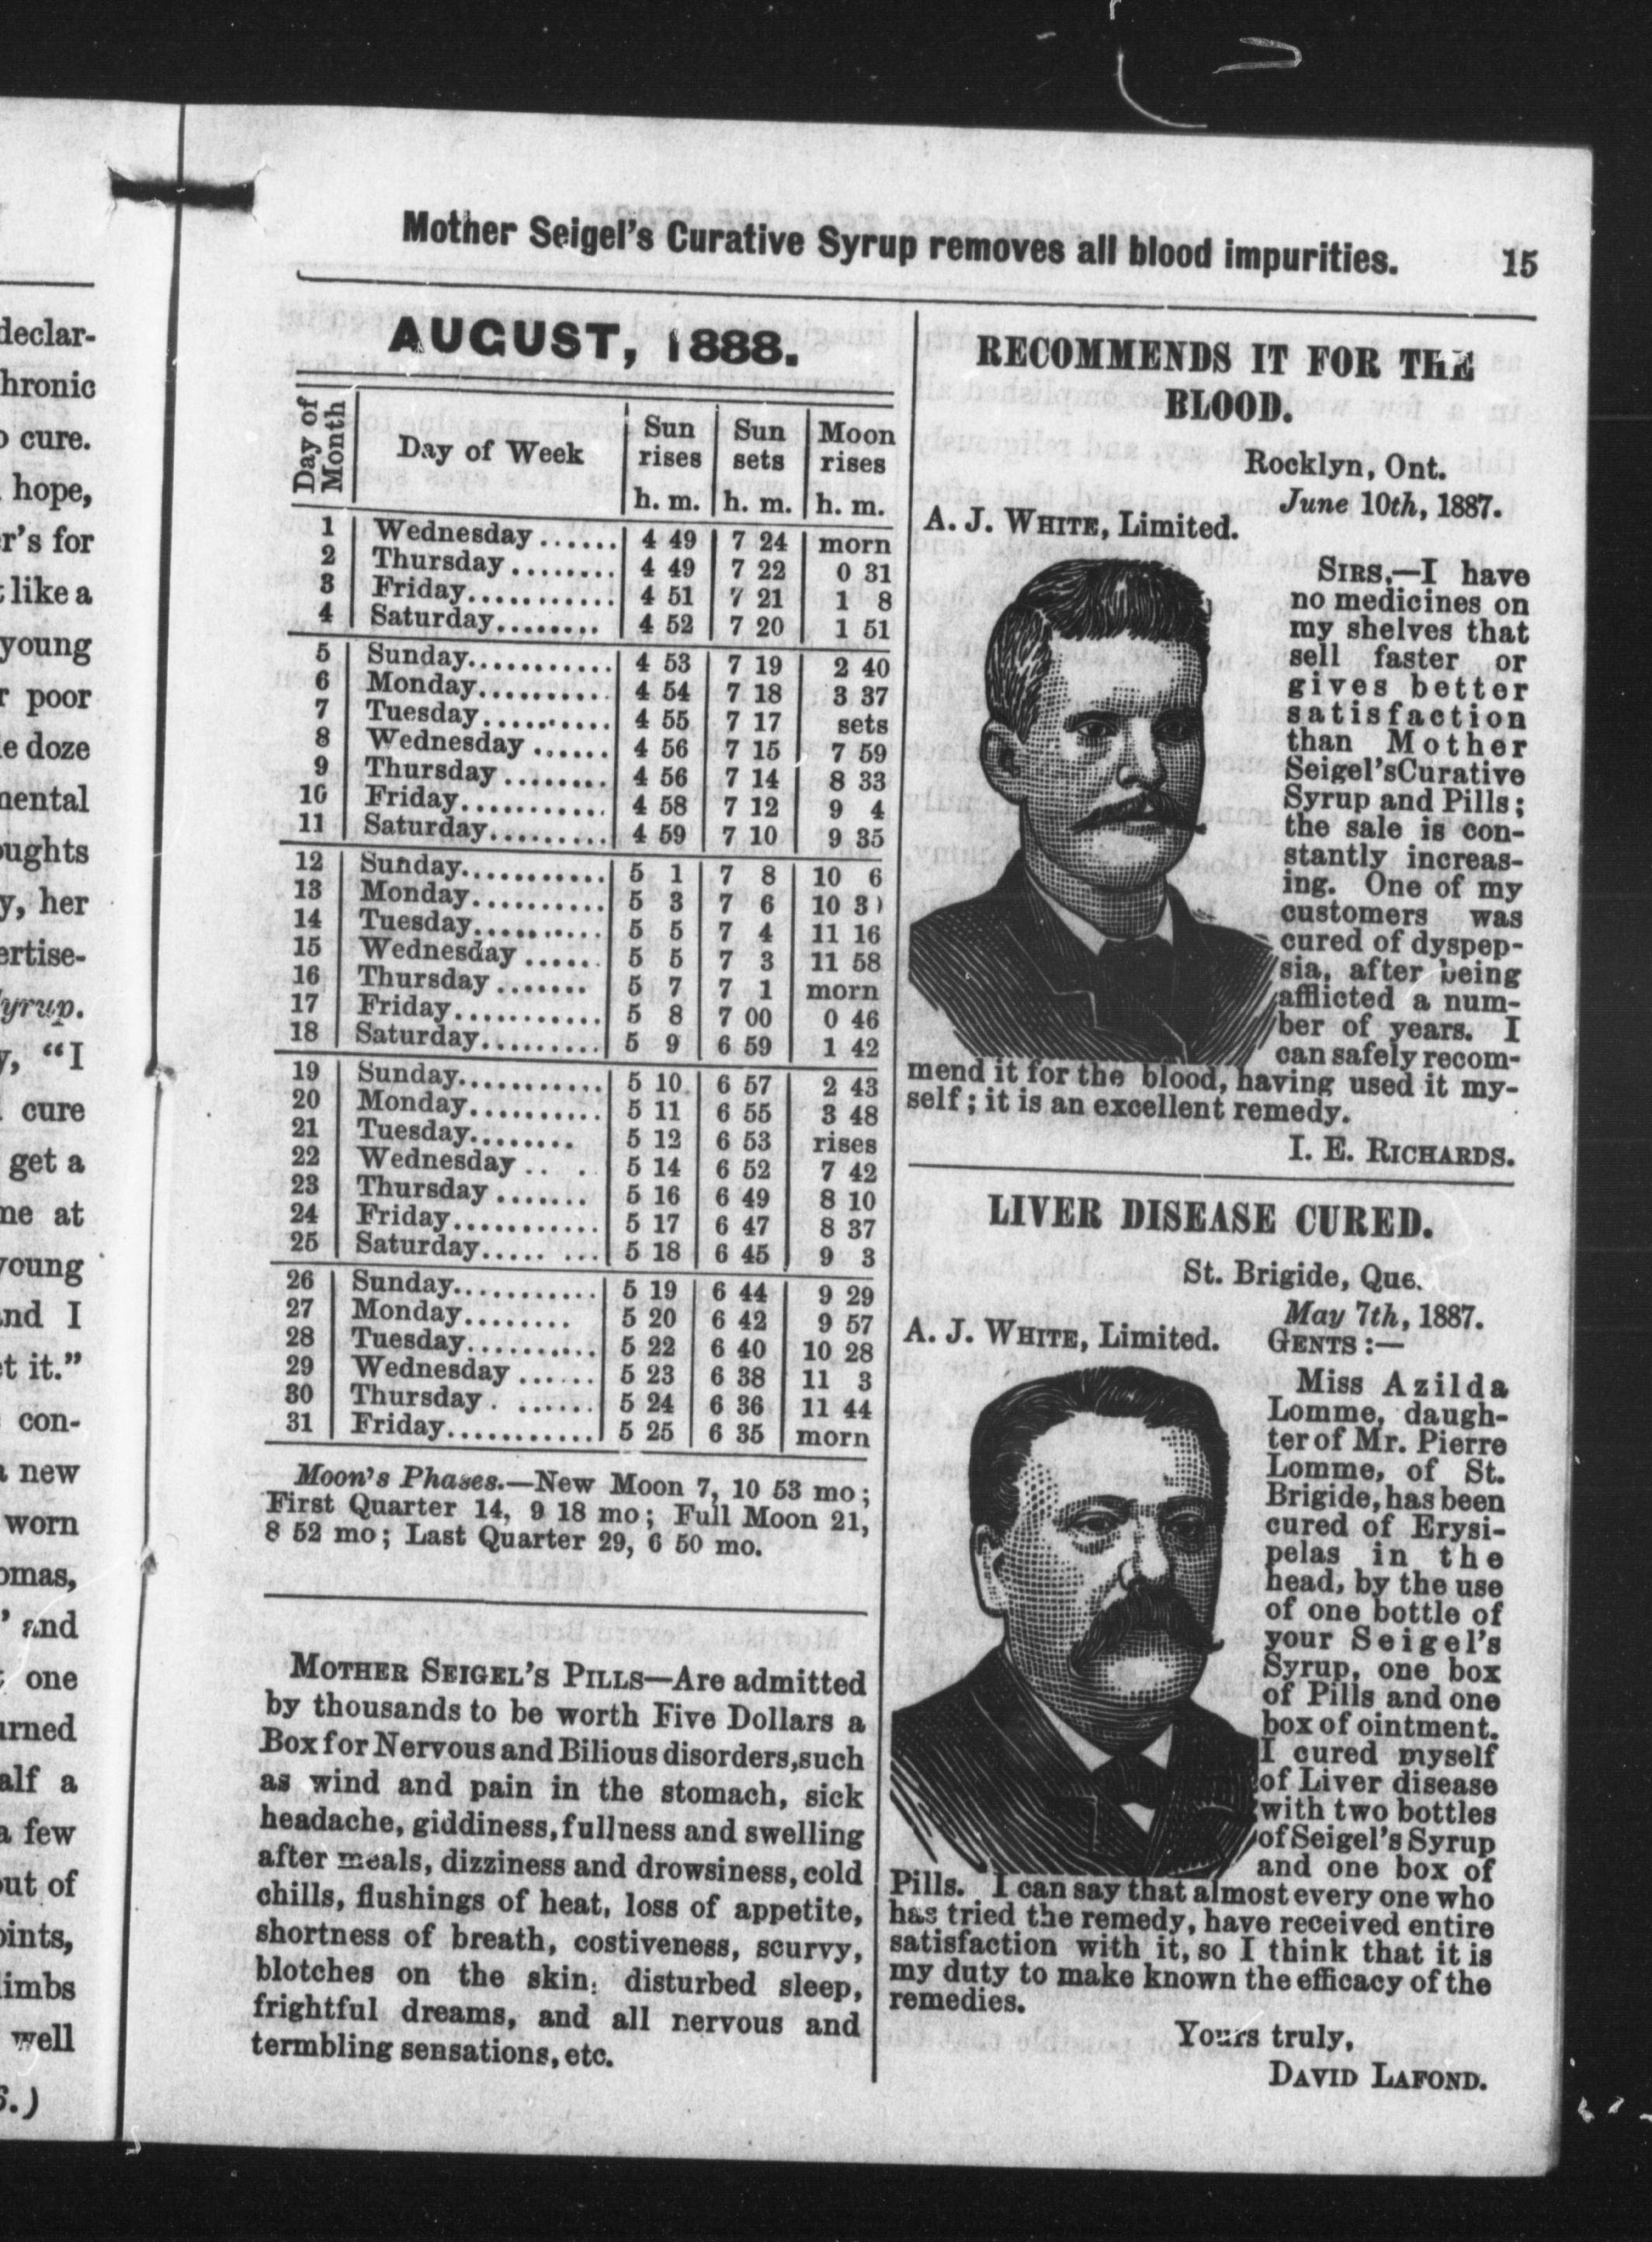 declar-
hronic
o cure.
hope,
er's for
t like a
young
r poor
le doze
mental
oughts
y, her
ertise-
Syrup.
y, "I
cure
get a
me at
young
and I
et it."
con-
a new
worn
omas,
" and
one
urned
alf a
a few
out of
oints,
limbs
well
6.)
Mother Seigel's Curative Syrup removes all blood impurities. 15
AUGUST, 1888.
Day of Month | Day of Week | Sun rises | Sun sets | Moon rises
h. m. | h. m. | h. m.
1 | Wednesday...... | 4 49 | 7 24 | morn
2 | Thursday........ | 4 49 | 7 22 | 0 31
3 | Friday........... | 4 51 | 7 21 | 1 8
4 | Saturday........ | 4 52 | 7 20 | 1 51
5 | Sunday........... | 4 53 | 7 19 | 2 40
6 | Monday.......... | 4 54 | 7 18 | 3 37
7 | Tuesday.......... | 4 55 | 7 17 | sets
8 | Wednesday...... | 4 56 | 7 15 | 7 59
9 | Thursday........ | 4 56 | 7 14 | 8 33
10 | Friday........... | 4 58 | 7 12 | 9 4
11 | Saturday......... | 4 59 | 7 10 | 9 35
12 | Sunday........... | 5 1 | 7 8 | 10 6
13 | Monday.......... | 5 3 | 7 6 | 10 3
14 | Tuesday.......... | 5 5 | 7 4 | 11 16
15 | Wednesday...... | 5 5 | 7 3 | 11 58
16 | Thursday....... | 5 7 | 7 1 | morn
17 | Friday........... | 5 8 | 7 00 | 0 46
18 | Saturday......... | 5 9 | 6 59 | 1 42
19 | Sunday........... | 5 10 | 6 57 | 2 43
20 | Monday.......... | 5 11 | 6 55 | 3 48
21 | Tuesday........ | 5 12 | 6 53 | rises
22 | Wednesday.. . | 5 14 | 6 52 | 7 42
23 | Thursday....... | 5 16 | 6 49 | 8 10
24 | Friday........... | 5 17 | 6 47 | 8 37
25 | Saturday..... ... | 5 18 | 6 45 | 9 3
26 | Sunday........... | 5 19 | 6 44 | 9 29
27 | Monday........ | 5 20 | 6 42 | 9 57
28 | Tuesday.......... | 5 22 | 6 40 | 10 28
29 | Wednesday...... | 5 23 | 6 38 | 11 3
30 | Thursday. ...... | 5 24 | 6 36 | 11 44
31 | Friday........... | 5 25 | 6 35 | morn
Moon's Phases.—New Moon 7, 10 53 mo;
First Quarter 14, 9 18 mo; Full Moon 21,
8 52 mo; Last Quarter 29, 6 50 mo.
MOTHER SEIGEL'S PILLS—Are admitted
by thousands to be worth Five Dollars a
Box for Nervous and Bilious disorders, such
as wind and pain in the stomach, sick
headache, giddiness, fullness and swelling
after meals, dizziness and drowsiness, cold
chills, flushings of heat, loss of appetite,
shortness of breath, costiveness, scurvy,
blotches on the skin: disturbed sleep,
frightful dreams, and all nervous and
termbling sensations, etc.
RECOMMENDS IT FOR THE
BLOOD.
Rocklyn, Ont.
June 10th, 1887.
A. J. WHITE, Limited.
SIRS,—I have
no medicines on
my shelves that
sell faster or
gives better
satisfaction
than Mother
Seigel's Curative
Syrup and Pills;
the sale is con-
stantly increas-
ing. One of my
customers was
cured of dyspep-
sia, after being
afflicted a num-
ber of years. I
can safely recom-
mend it for the blood, having used it my-
self; it is an excellent remedy.
I. E. RICHARDS.
LIVER DISEASE CURED.
St. Brigide, Que.
May 7th, 1887.
A. J. WHITE, Limited. GENTS:—
Miss Azilda
Lomme, daugh-
ter of Mr. Pierre
Lomme, of St.
Brigide, has been
cured of Erysi-
pelas in the
head, by the use
of one bottle of
your Seigel's
Syrup, one box
of Pills and one
box of ointment.
I cured myself
of Liver disease
with two bottles
of Seigel's Syrup
and one box of
Pills. I can say that almost every one who
has tried the remedy, have received entire
satisfaction with it, so I think that it is
my duty to make known the efficacy of the
remedies.
Yours truly,
DAVID LAFOND.